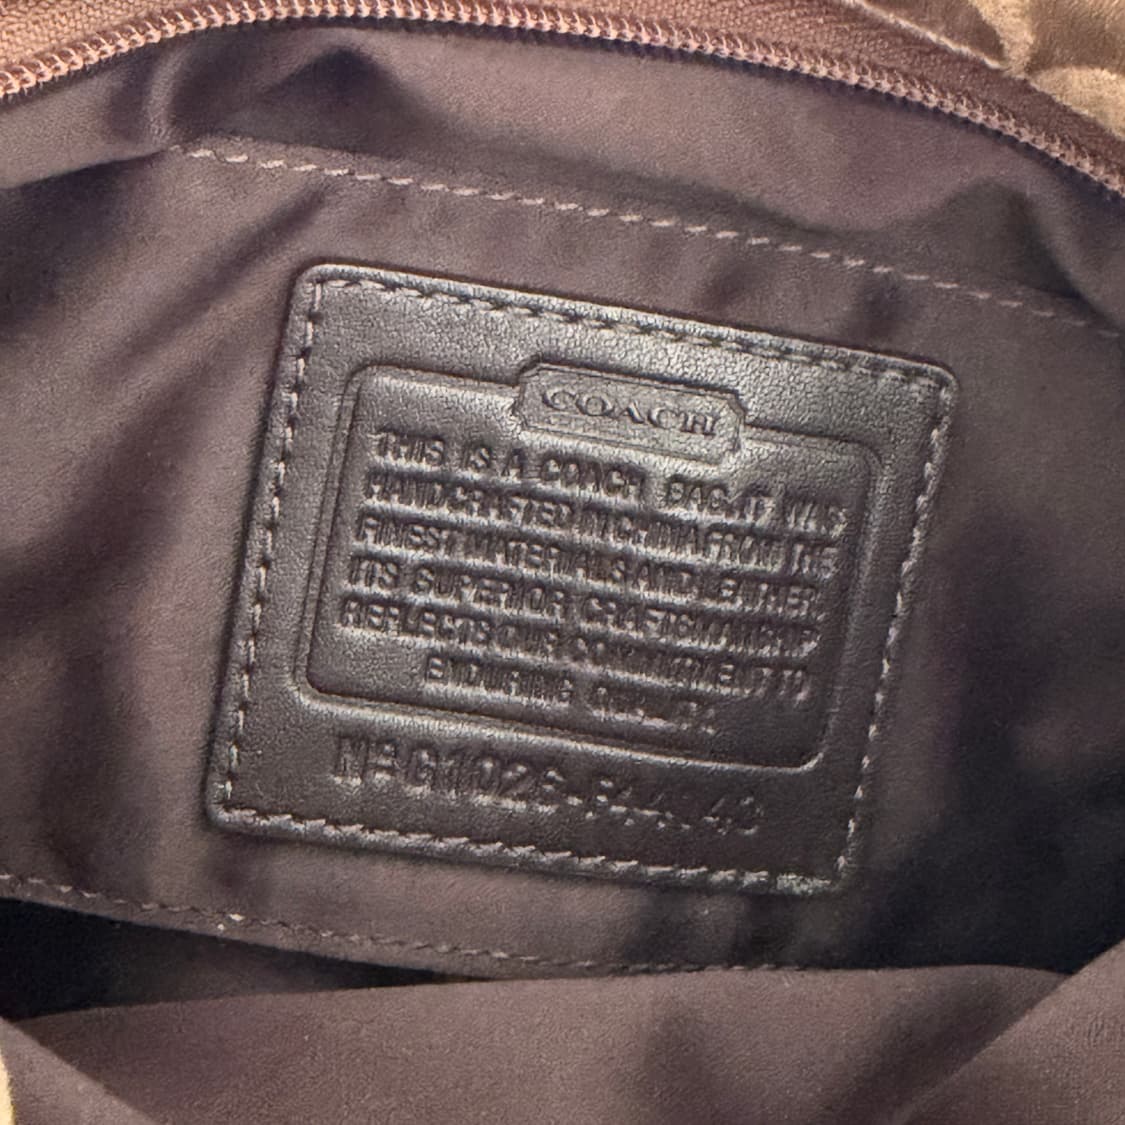 COACH
THIS IS A COACH BAG. IT WAS
HANDCRAFTED IN CHINA FROM THE
FINEST MATERIALS AND LEATHER.
ITS SUPERIOR CRAFTSMANSHIP
REFLECTS OUR COMMITMENT TO
ENDURING QUALITY.